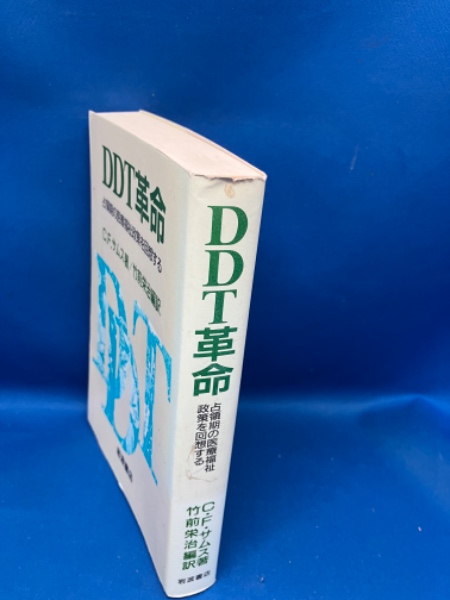 DDT革命
占領期の医療福祉政策を回想する
C.F.サムス著/竹前栄治編訳
DDT
岩波書店
DDT革命
占領期の医療福祉
政策を回想する
C・F・サムス著
竹前栄治編訳
岩波書店